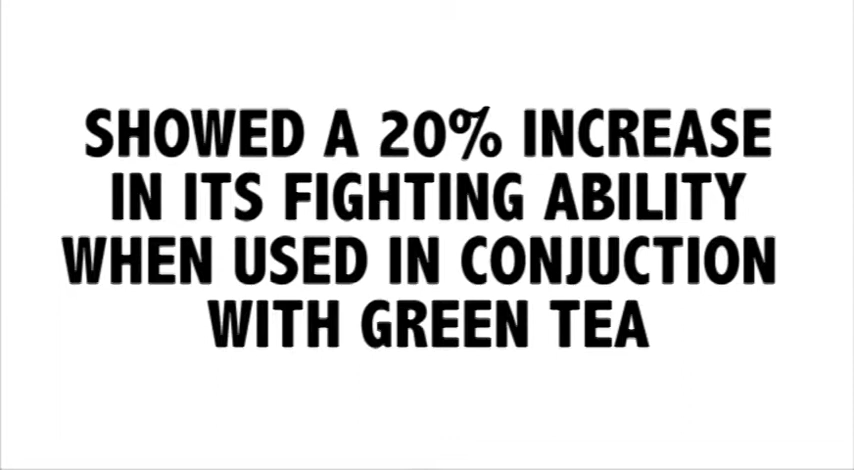 SHOWED A 20% INCREASE
IN ITS FIGHTING ABILITY
WHEN USED IN CONJUCTION
WITH GREEN TEA